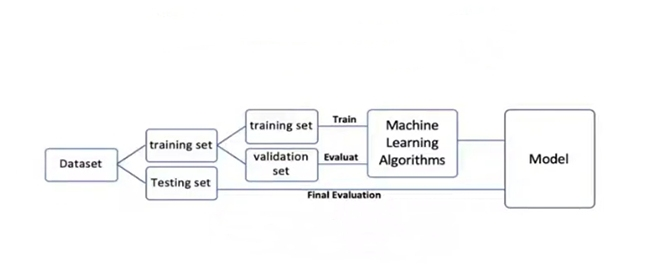 Dataset
training set
Testing set
training set
validation
set
Train
Evaluat
Machine
Learning
Algorithms
Final Evaluation
Model